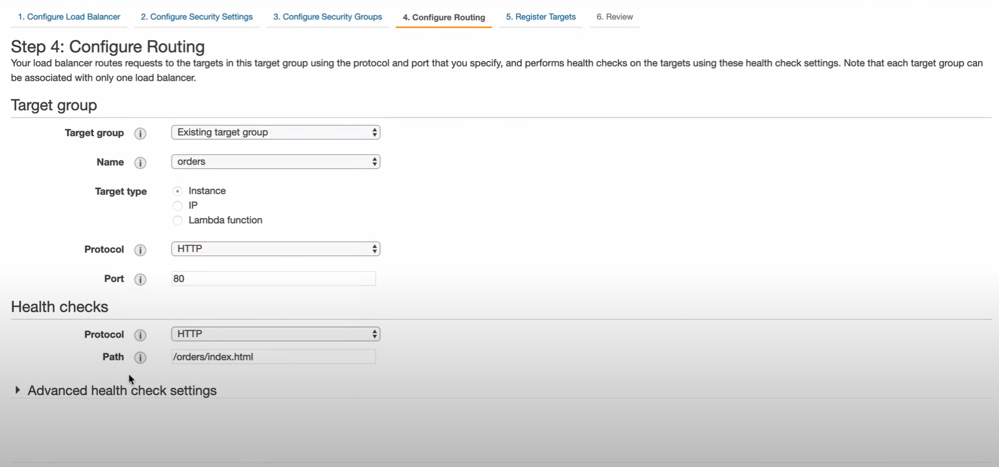 1. Configure Load Balancer 2. Configure Security Settings 3. Configure Security Groups 4. Configure Routing 5. Register Targets 6. Review
Step 4: Configure Routing
Your load balancer routes requests to the targets in this target group using the protocol and port that you specify, and performs health checks on the targets using these health check settings. Note that each target group can
be associated with only one load balancer.
Target group
Target group i Existing target group
Name i orders
Target type Instance
IP
Lambda function
Protocol i HTTP
Port i 80
Health checks
Protocol i HTTP
Path i /orders/index.html
Advanced health check settings